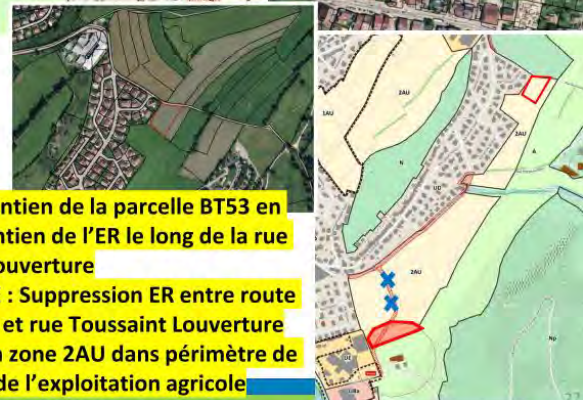 ntien de la parcelle BT53 en
ntien de l'ER le long de la rue
ouverture
: Suppression ER entre route
et rue Toussaint Louverture
zone 2AU dans périmètre de
de l'exploitation agricole
2AU
1AU
2AU
N
A
UD
2AU
UE
Np